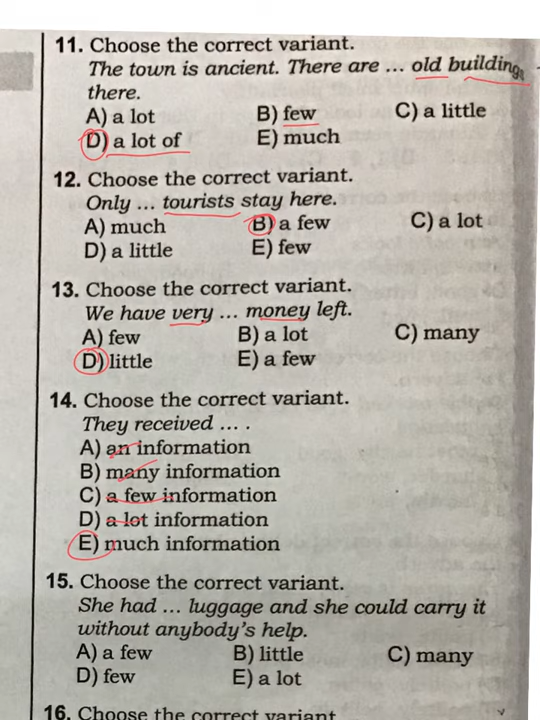 11. Choose the correct variant.
The town is ancient. There are ... old buildings
there.
A) a lot B) few C) a little
D) a lot of E) much
12. Choose the correct variant.
Only ... tourists stay here.
A) much B) a few C) a lot
D) a little E) few
13. Choose the correct variant.
We have very ... money left.
A) few B) a lot C) many
D) little E) a few
14. Choose the correct variant.
They received ... .
A) an information
B) many information
C) a few information
D) a lot information
E) much information
15. Choose the correct variant.
She had ... luggage and she could carry it
without anybody's help.
A) a few B) little C) many
D) few E) a lot
16. Choose the correct variant